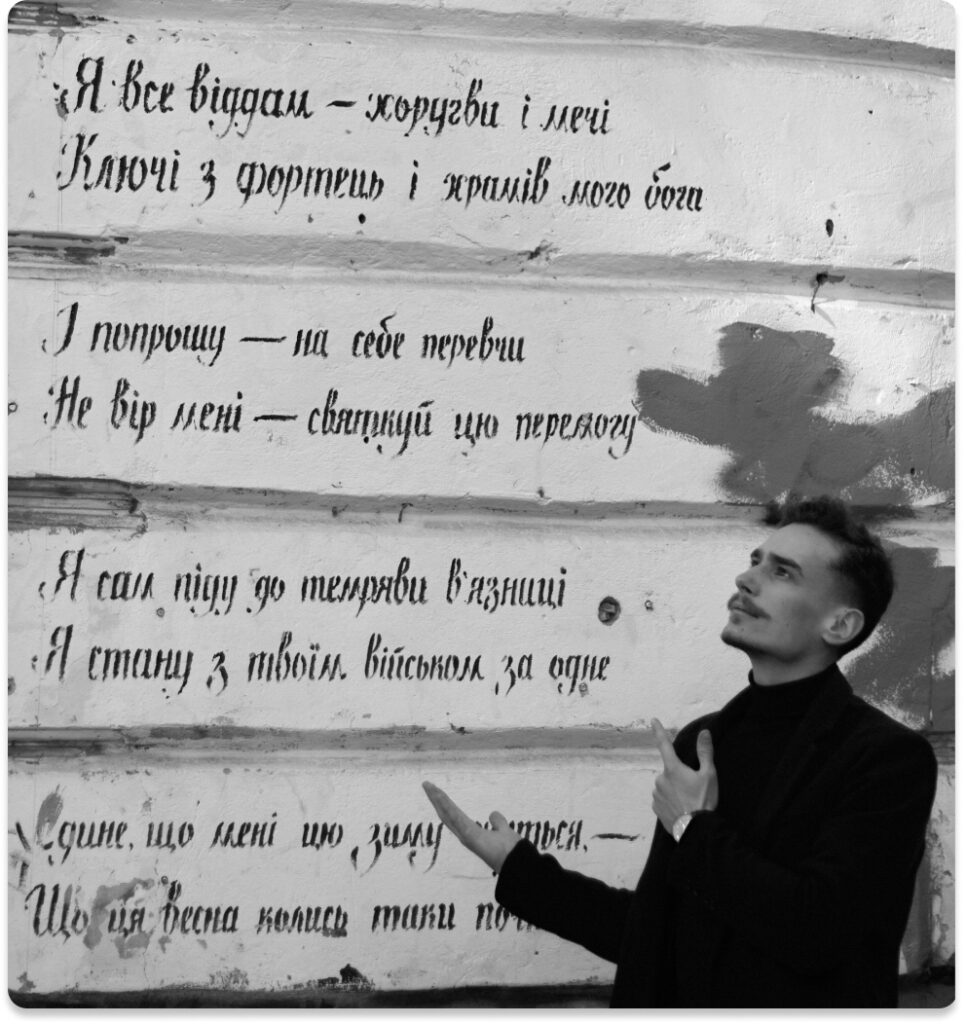 Я все віддам — хоругви і мечі
Ключі з фортець і храмів мого бога
І попрошу — на себе перевчи
Не вір мені — святкуй цю перемогу
Я сам піду до темряви в'язниці
Я стану з твоїм військом за одне
Єдине, що мені цю зиму —
Що ця весна колись таки